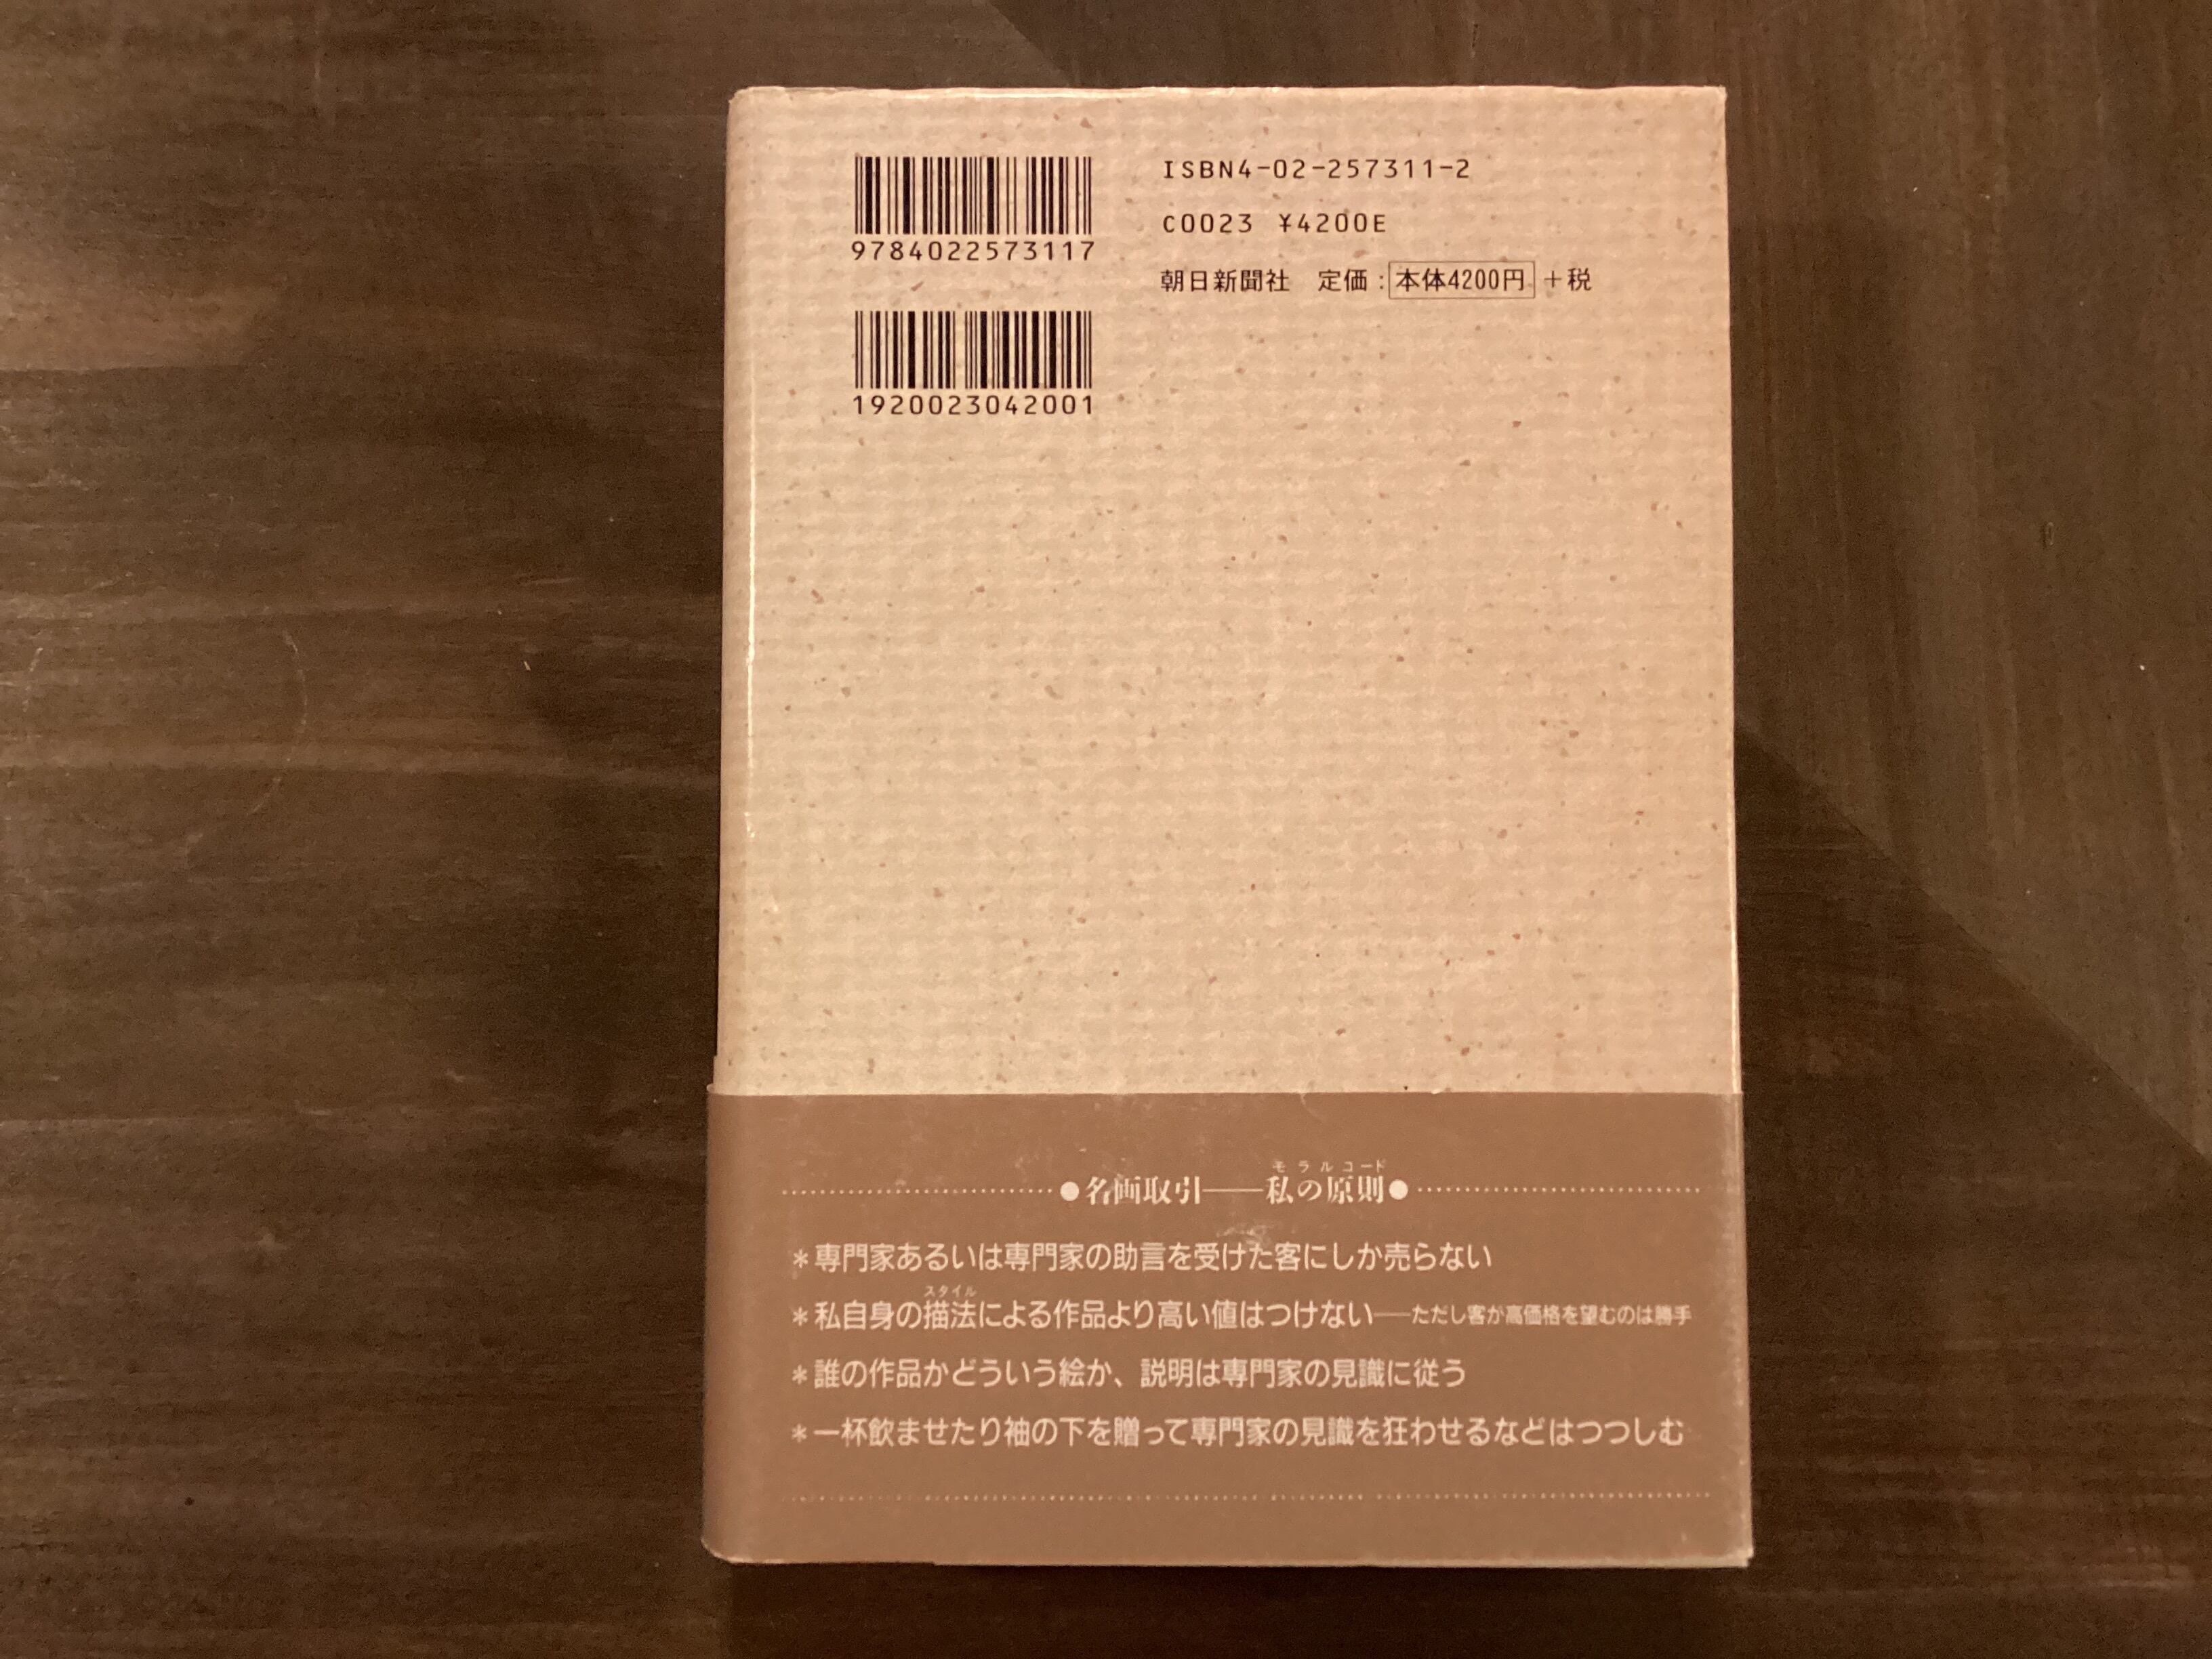 9784022573117
1920023042001
ISBN4-02-257311-2
C0023 ¥4200E
朝日新聞社 定価：本体4200円＋税
モラルコード
●名画取引――私の原則●
＊専門家あるいは専門家の助言を受けた客にしか売らない
スタイル
＊私自身の描法による作品より高い値はつけない――ただし客が高価格を望むのは勝手
＊誰の作品かどういう絵か、説明は専門家の見識に従う
＊一杯飲ませたり袖の下を贈って専門家の見識を狂わせるなどはつつしむ